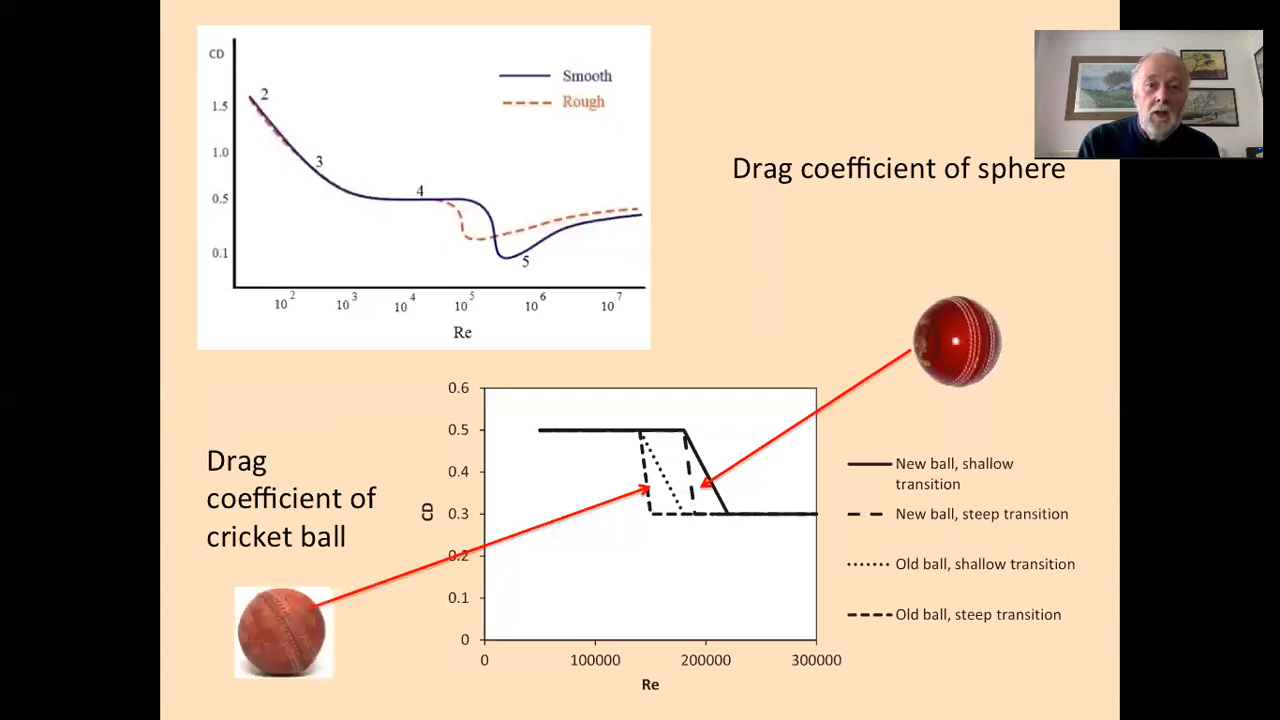 CD
Smooth
Rough
2
1.5
1.0
3
4
0.5
0.1
5
10² 10³ 10⁴ 10⁵ 10⁶ 10⁷
Re
Drag coefficient of sphere
Drag
coefficient of
cricket ball
0.6
0.5
0.4
0.3
0.2
0.1
0
CD
0 100000 200000 300000
Re
New ball, shallow
transition
New ball, steep transition
Old ball, shallow transition
Old ball, steep transition